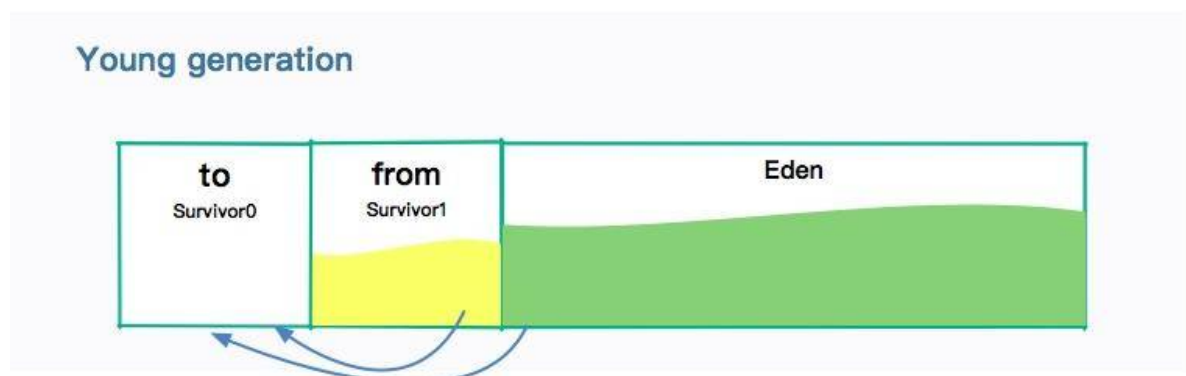 Young generation
to
Survivor0
from
Survivor1
Eden